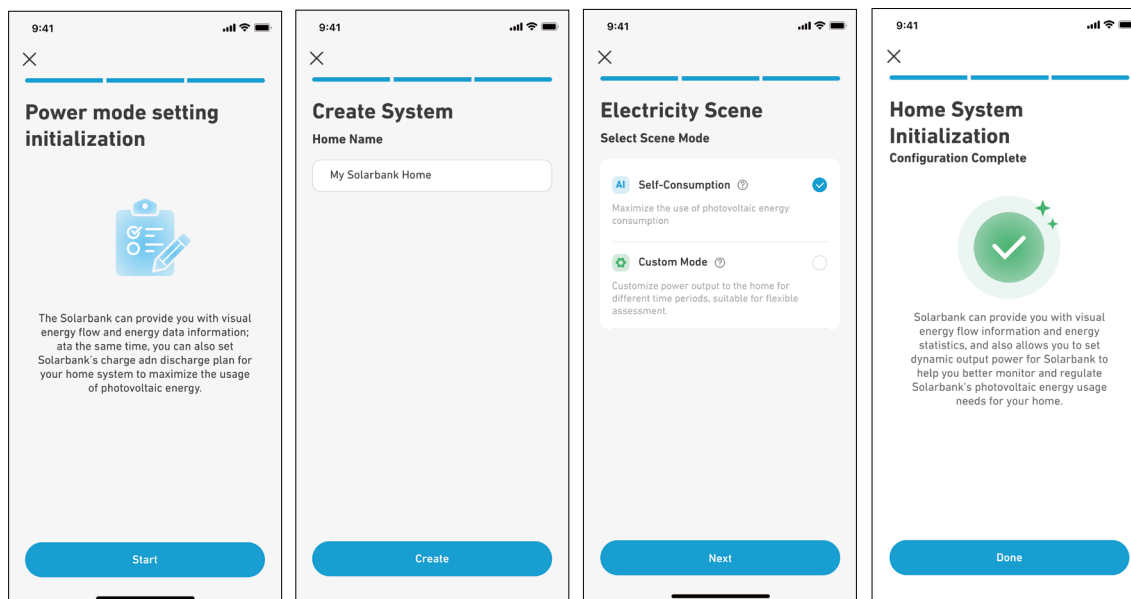 9:41
Power mode setting
initialization
The Solarbank can provide you with visual
energy flow and energy data information;
ata the same time, you can also set
Solarbank's charge adn discharge plan for
your home system to maximize the usage
of photovoltaic energy.
Start
9:41
Create System
Home Name
My Solarbank Home
Create
9:41
Electricity Scene
Select Scene Mode
AI Self-Consumption ?
Maximize the use of photovoltaic energy
consumption
Custom Mode ?
Customize power output to the home for
different time periods, suitable for flexible
assessment.
Next
9:41
Home System
Initialization
Configuration Complete
Solarbank can provide you with visual
energy flow information and energy
statistics, and also allows you to set
dynamic output power for Solarbank to
help you better monitor and regulate
Solarbank's photovoltaic energy usage
needs for your home.
Done